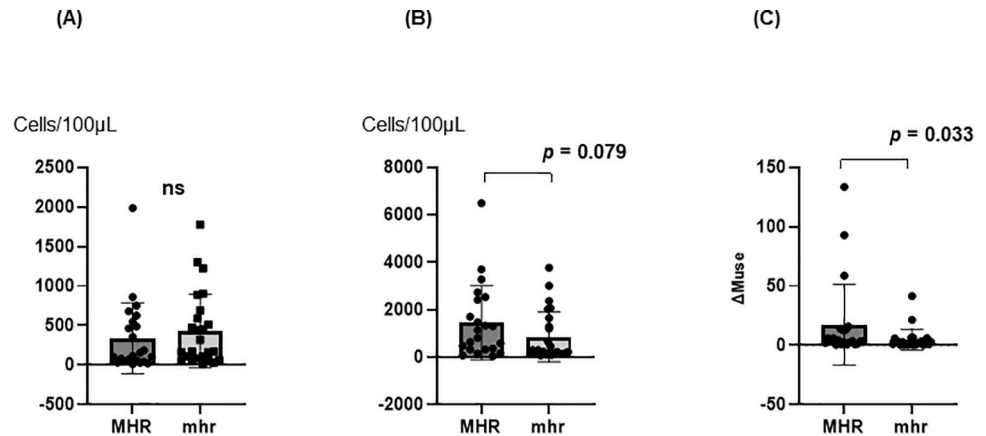 (A)
Cells/100µL
2500
2000
1500
1000
500
0
-500
ns
MHR mhr
(B)
Cells/100µL
8000
6000
4000
2000
0
-2000
p = 0.079
MHR mhr
(C)
ΔMuse
150
100
50
0
-50
p = 0.033
MHR mhr